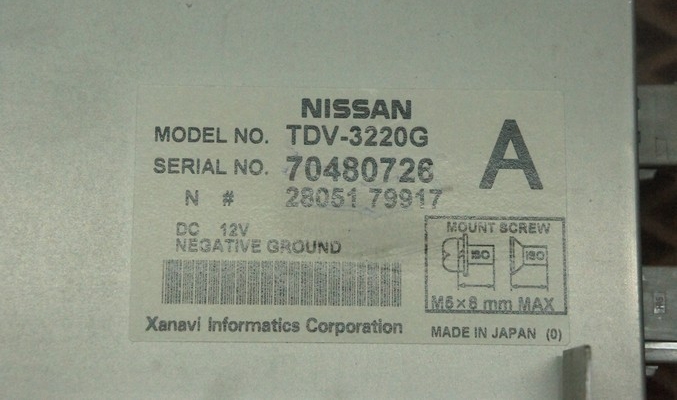 NISSAN
MODEL NO. TDV-3220G
A
SERIAL NO. 70480726
N # 28051 79917
DC 12V
NEGATIVE GROUND
MOUNT SCREW
ISO ISO
M5×8 mm MAX
Xanavi Informatics Corporation
MADE IN JAPAN (0)